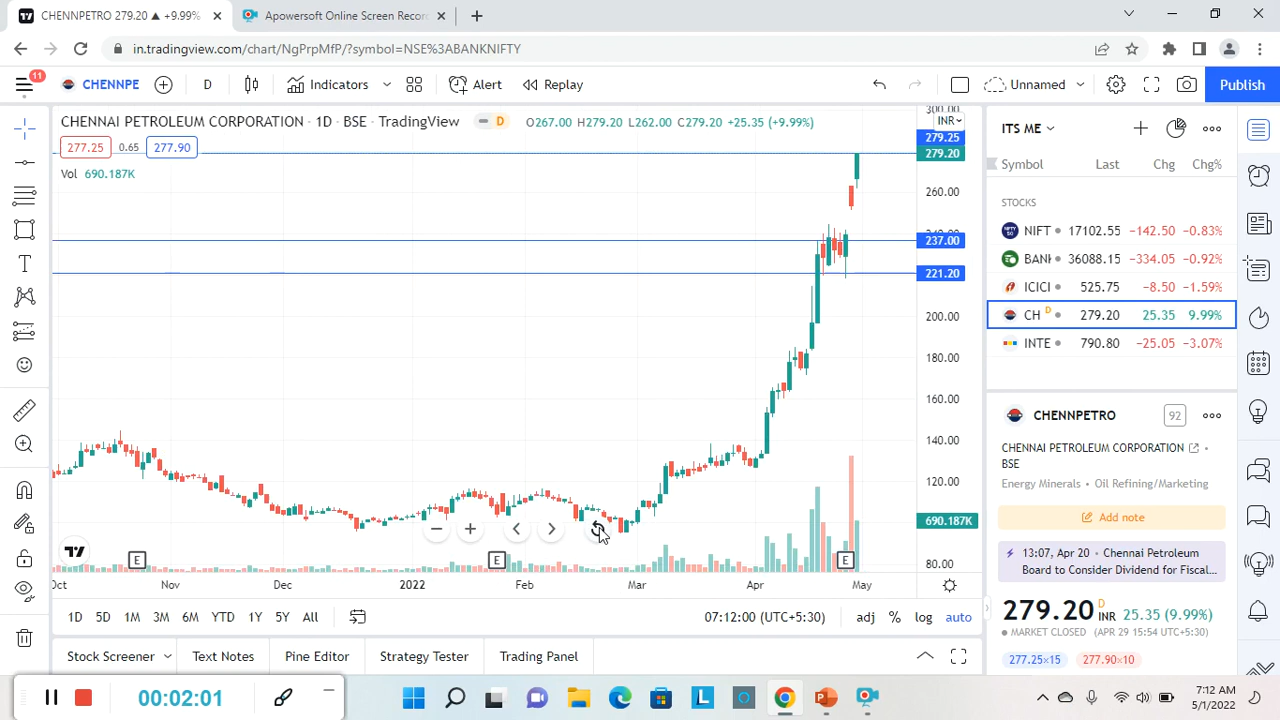 CHENNPETRO 279.20 ▲ +9.99%
Apowersoft Online Screen Recor
in.tradingview.com/chart/NgPrpMfP/?symbol=NSE%3ABANKNIFTY
11
CHENNPE
D
Indicators
Alert
Replay
Unnamed
Publish
CHENNAI PETROLEUM CORPORATION · 1D · BSE · TradingView
D
O267.00 H279.20 L262.00 C279.20 +25.35 (+9.99%)
277.25
0.65
277.90
Vol 690.187K
300.00
INR
279.25
279.20
260.00
237.00
221.20
200.00
180.00
160.00
140.00
120.00
690.187K
80.00
E
E
E
Oct
Nov
Dec
2022
Feb
Mar
Apr
May
1D 5D 1M 3M 6M YTD 1Y 5Y All
07:12:00 (UTC+5:30)
adj % log auto
Stock Screener
Text Notes
Pine Editor
Strategy Tester
Trading Panel
ITS ME
Symbol Last Chg Chg%
STOCKS
NIFT 17102.55 −142.50 −0.83%
BANI 36088.15 −334.05 −0.92%
ICICI 525.75 −8.50 −1.59%
CH D 279.20 25.35 9.99%
INTE 790.80 −25.05 −3.07%
CHENNPETRO
92
CHENNAI PETROLEUM CORPORATION ·
BSE
Energy Minerals · Oil Refining/Marketing
Add note
13:07, Apr 20 · Chennai Petroleum
Board to Consider Dividend for Fiscal...
279.20 D INR 25.35 (9.99%)
MARKET CLOSED (APR 29 15:54 UTC+5:30)
277.25×15
277.90×10
00:02:01
L
7:12 AM
5/1/2022